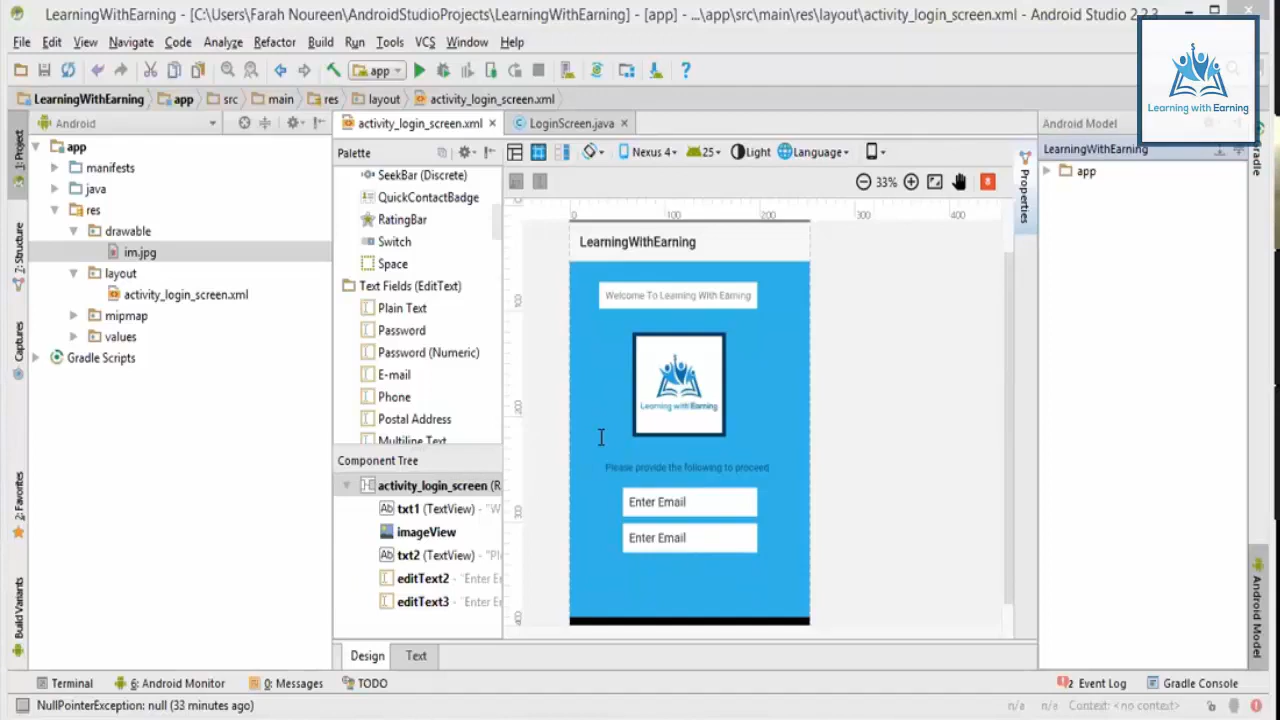 LearningWithEarning - [C:\Users\Farah Noureen\AndroidStudioProjects\LearningWithEarning] - [app] - ...\app\src\main\res\layout\activity_login_screen.xml - Android Studio 2.2.3
File Edit View Navigate Code Analyze Refactor Build Run Tools VCS Window Help
app
Learning with Earning
LearningWithEarning app src main res layout activity_login_screen.xml
Android
activity_login_screen.xml
LoginScreen.java
Android Model
1: Project
Z: Structure
Captures
2: Favorites
Build Variants
app
manifests
java
res
drawable
im.jpg
layout
activity_login_screen.xml
mipmap
values
Gradle Scripts
Palette
SeekBar (Discrete)
QuickContactBadge
RatingBar
Switch
Space
Text Fields (EditText)
Plain Text
Password
Password (Numeric)
E-mail
Phone
Postal Address
Multiline Text
Component Tree
activity_login_screen (R
txt1 (TextView) - "W
imageView
txt2 (TextView) - "Pl
editText2 - "Enter Er
editText3 - "Enter Er
Nexus 4 25 Light Language
33% 8
0 100 200 300 400
LearningWithEarning
Welcome To Learning With Earning
Learning with Earning
Please provide the following to proceed
Enter Email
Enter Email
Properties
LearningWithEarning
app
Gradle
Android Model
Design Text
Terminal 6: Android Monitor 0: Messages TODO
2 Event Log Gradle Console
NullPointerException: null (33 minutes ago)
n/a n/a Context: <no context>